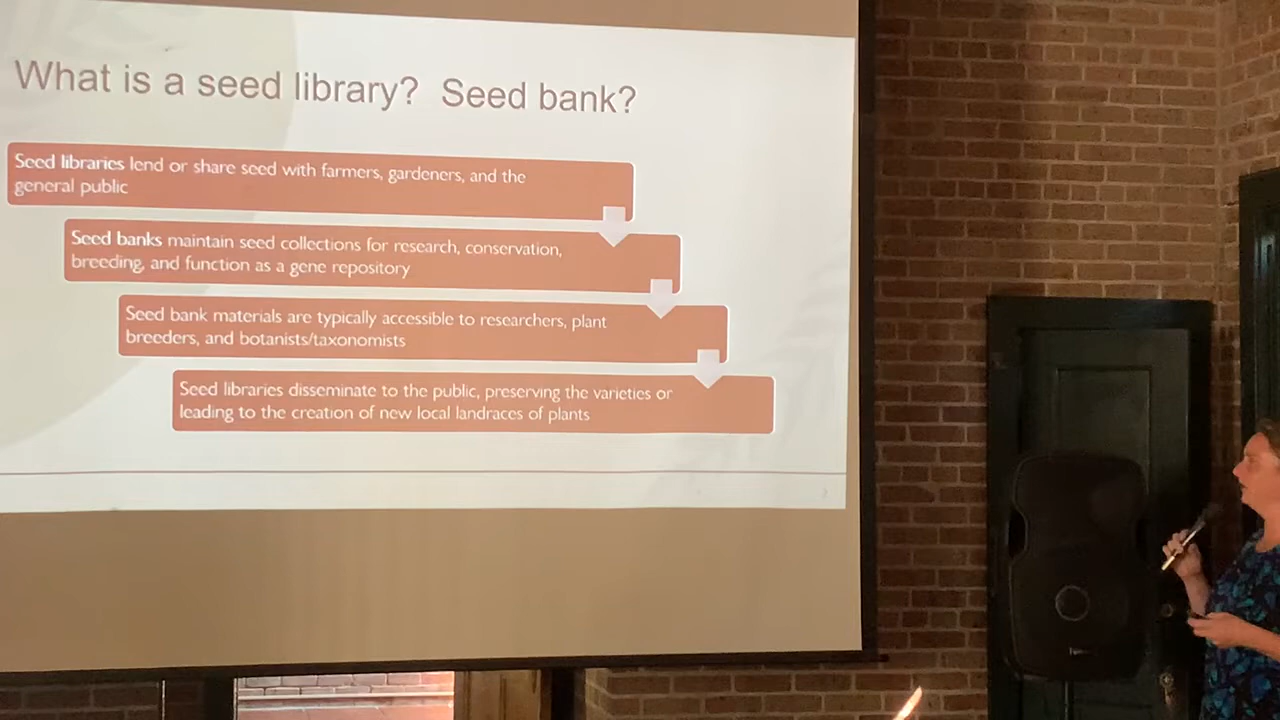 What is a seed library? Seed bank?
Seed libraries lend or share seed with farmers, gardeners, and the
general public
Seed banks maintain seed collections for research, conservation,
breeding, and function as a gene repository
Seed bank materials are typically accessible to researchers, plant
breeders, and botanists/taxonomists
Seed libraries disseminate to the public, preserving the varieties or
leading to the creation of new local landraces of plants